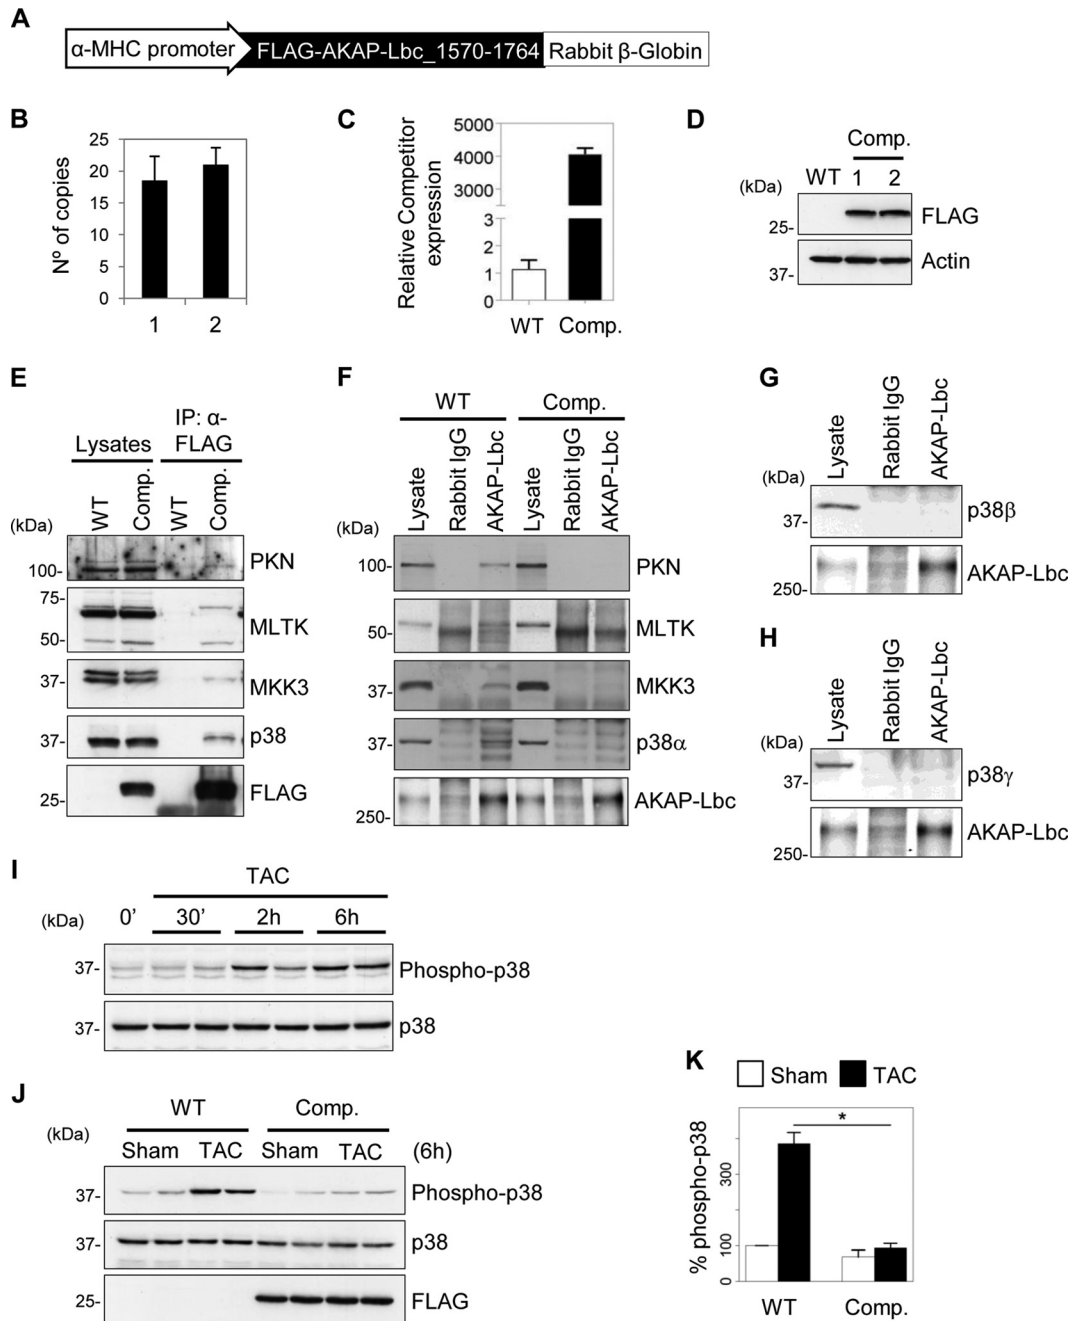 A
α-MHC promoter FLAG-AKAP-Lbc_1570-1764 Rabbit β-Globin
B
Nº of copies
25
20
15
10
5
0
1 2
C
Relative Competitor expression
5000
4000
3000
3
2
1
0
WT Comp.
D
Comp.
(kDa) WT 1 2
25- FLAG
37- Actin
E
IP: α-
FLAG
Lysates
(kDa) WT Comp. WT Comp.
100- PKN
75-
50- MLTK
37- MKK3
37- p38
25- FLAG
F
WT Comp.
(kDa) Lysate Rabbit IgG AKAP-Lbc Lysate Rabbit IgG AKAP-Lbc
100- PKN
50- MLTK
37- MKK3
37- p38α
250- AKAP-Lbc
G
(kDa) Lysate Rabbit IgG AKAP-Lbc
37- p38β
250- AKAP-Lbc
H
(kDa) Lysate Rabbit IgG AKAP-Lbc
37- p38γ
250- AKAP-Lbc
I
TAC
(kDa) 0' 30' 2h 6h
37- Phospho-p38
37- p38
J
WT Comp.
(kDa) Sham TAC Sham TAC (6h)
37- Phospho-p38
37- p38
25- FLAG
K
Sham TAC
% phospho-p38
300
100
0
*
WT Comp.